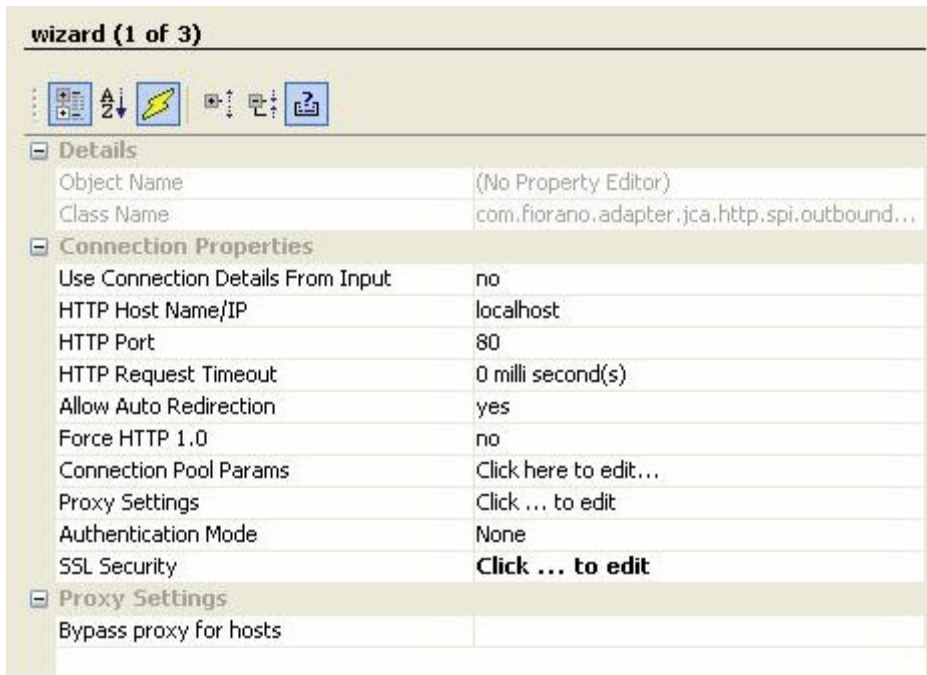 wizard (1 of 3)
Details
Object Name (No Property Editor)
Class Name com.fiorano.adapter.jca.http.spi.outbound...
Connection Properties
Use Connection Details From Input no
HTTP Host Name/IP localhost
HTTP Port 80
HTTP Request Timeout 0 milli second(s)
Allow Auto Redirection yes
Force HTTP 1.0 no
Connection Pool Params Click here to edit...
Proxy Settings Click ... to edit
Authentication Mode None
SSL Security Click ... to edit
Proxy Settings
Bypass proxy for hosts